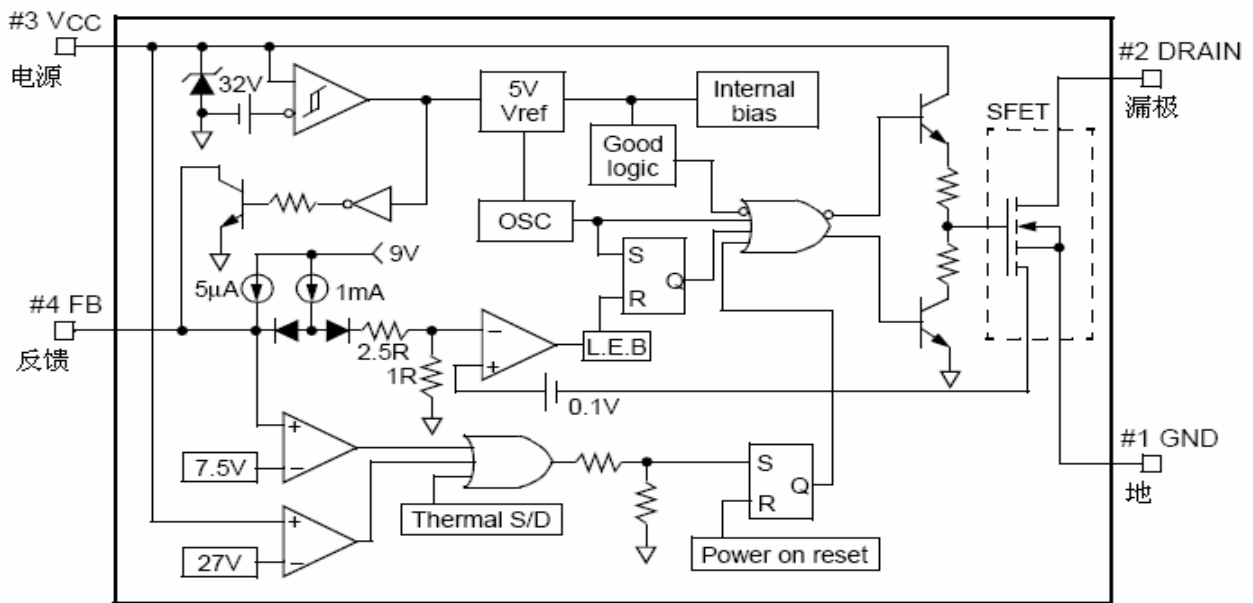 #3 VCC
电源
32V
5V
Vref
Internal
bias
Good
logic
#2 DRAIN
漏极
SFET
OSC
9V
5μA
1mA
S
R
Q
#4 FB
反馈
2.5R
1R
−
+
L.E.B
0.1V
+
−
7.5V
+
−
27V
Thermal S/D
S
R
Q
Power on reset
#1 GND
地